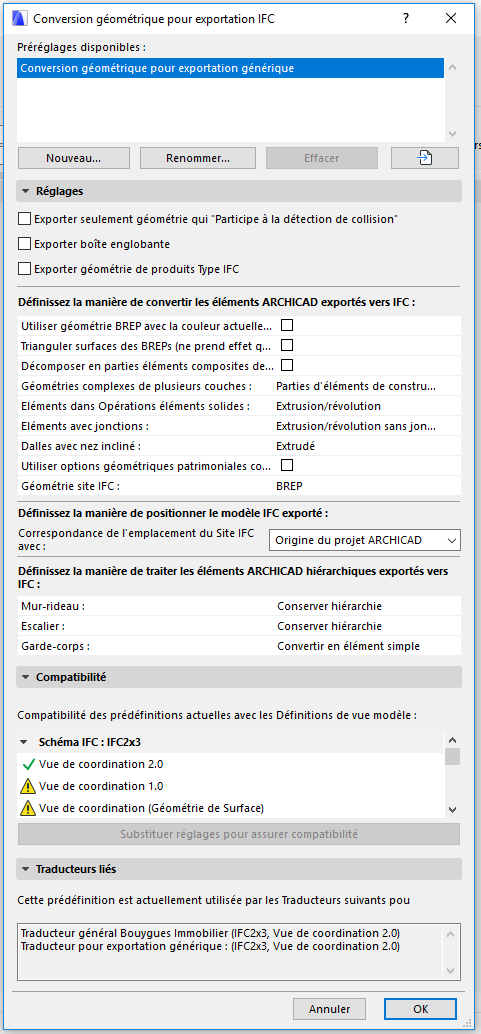 Conversion géométrique pour exportation IFC
Préréglages disponibles :
Conversion géométrique pour exportation générique
Nouveau...
Renommer...
Effacer
Réglages
Exporter seulement géométrie qui "Participe à la détection de collision"
Exporter boîte englobante
Exporter géométrie de produits Type IFC
Définissez la manière de convertir les éléments ARCHICAD exportés vers IFC :
Utiliser géométrie BREP avec la couleur actuelle...
Trianguler surfaces des BREPs (ne prend effet q...
Décomposer en parties éléments composites de...
Géométries complexes de plusieurs couches : Parties d'éléments de constru...
Eléments dans Opérations éléments solides : Extrusion/révolution
Eléments avec jonctions : Extrusion/révolution sans jon...
Dalles avec nez incliné : Extrudé
Utiliser options géométriques patrimoniales co...
Géométrie site IFC : BREP
Définissez la manière de positionner le modèle IFC exporté :
Correspondance de l'emplacement du Site IFC
avec :
Origine du projet ARCHICAD
Définissez la manière de traiter les éléments ARCHICAD hiérarchiques exportés vers
IFC :
Mur-rideau : Conserver hiérarchie
Escalier : Conserver hiérarchie
Garde-corps : Convertir en élément simple
Compatibilité
Compatibilité des prédéfinitions actuelles avec les Définitions de vue modèle :
Schéma IFC : IFC2x3
Vue de coordination 2.0
Vue de coordination 1.0
Vue de coordination (Géométrie de Surface)
Substituer réglages pour assurer compatibilité
Traducteurs liés
Cette prédéfinition est actuellement utilisée par les Traducteurs suivants pou
Traducteur général Bouygues Immobilier (IFC2x3, Vue de coordination 2.0)
Traducteur pour exportation générique : (IFC2x3, Vue de coordination 2.0)
Annuler
OK